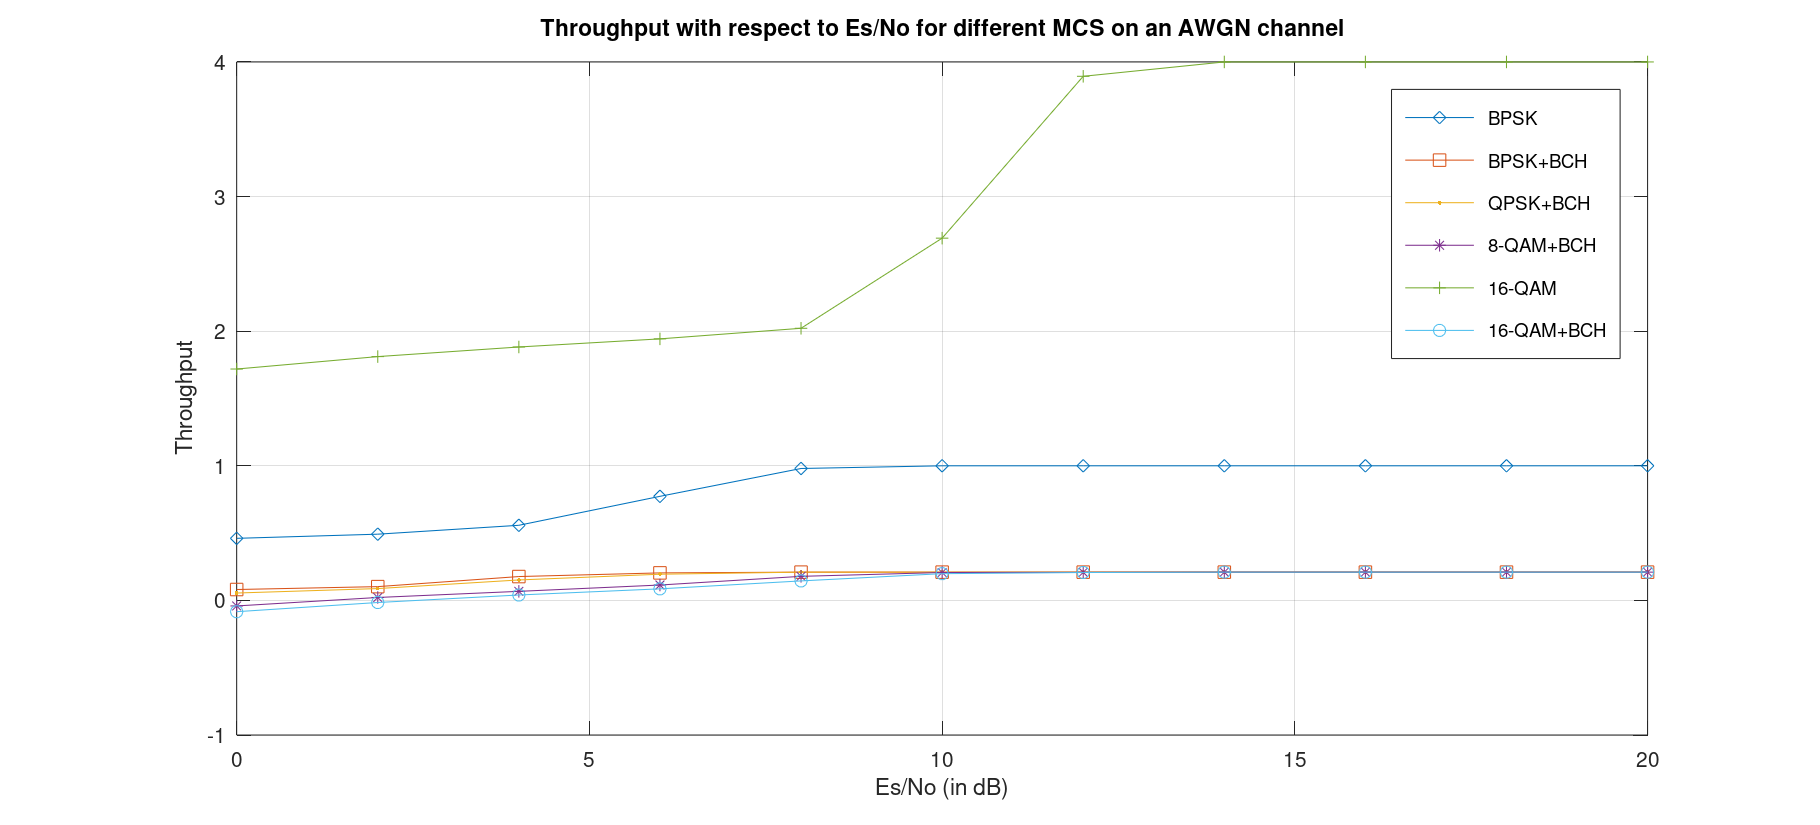 Throughput with respect to Es/No for different MCS on an AWGN channel
4
3
2
1
0
-1
Throughput
0 5 10 15 20
Es/No (in dB)
BPSK
BPSK+BCH
QPSK+BCH
8-QAM+BCH
16-QAM
16-QAM+BCH